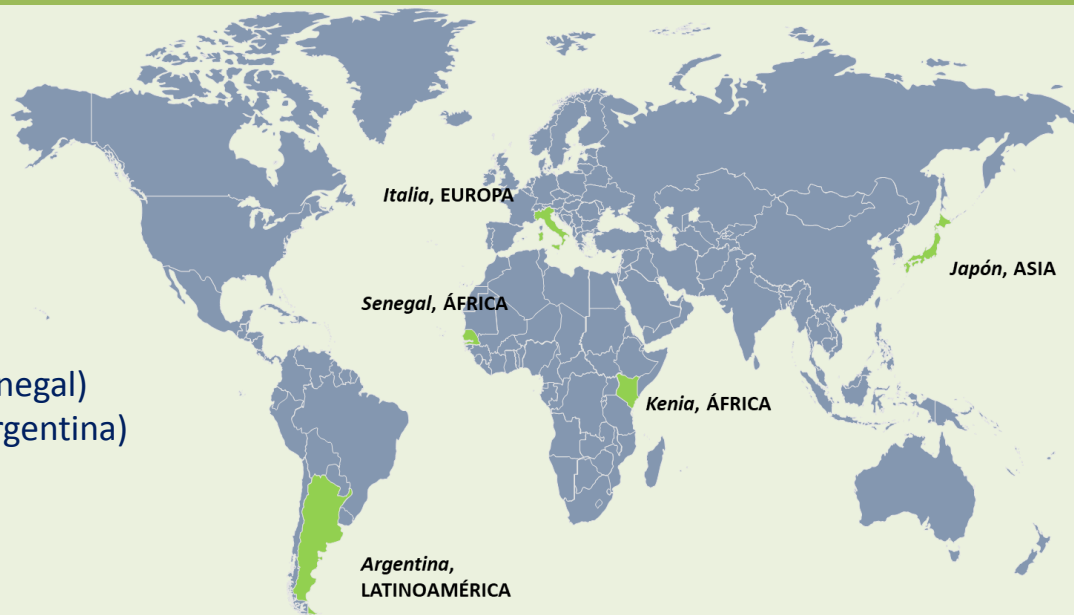 Italia, EUROPA
Japón, ASIA
Senegal, ÁFRICA
negal)
rgentina)
Kenia, ÁFRICA
Argentina,
LATINOAMÉRICA